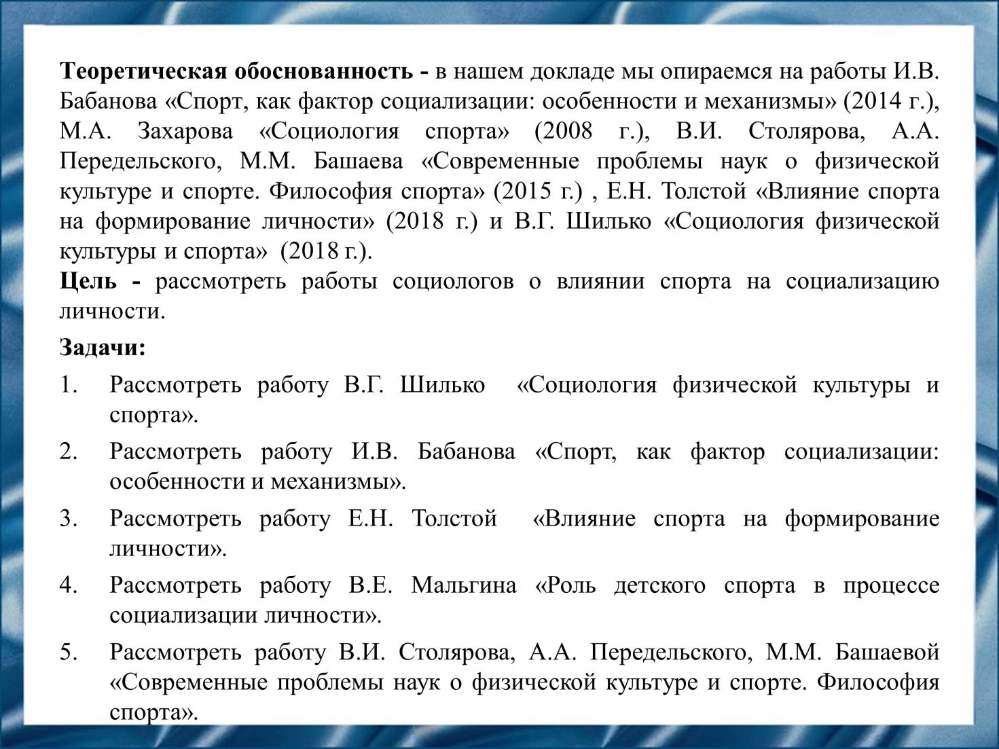 Теоретическая обоснованность - в нашем докладе мы опираемся на работы И.В.
Бабанова «Спорт, как фактор социализации: особенности и механизмы» (2014 г.),
М.А. Захарова «Социология спорта» (2008 г.), В.И. Столярова, А.А.
Передельского, М.М. Башаева «Современные проблемы наук о физической
культуре и спорте. Философия спорта» (2015 г.) , Е.Н. Толстой «Влияние спорта
на формирование личности» (2018 г.) и В.Г. Шилько «Социология физической
культуры и спорта» (2018 г.).
Цель - рассмотреть работы социологов о влиянии спорта на социализацию
личности.
Задачи:
1. Рассмотреть работу В.Г. Шилько «Социология физической культуры и
спорта».
2. Рассмотреть работу И.В. Бабанова «Спорт, как фактор социализации:
особенности и механизмы».
3. Рассмотреть работу Е.Н. Толстой «Влияние спорта на формирование
личности».
4. Рассмотреть работу В.Е. Мальгина «Роль детского спорта в процессе
социализации личности».
5. Рассмотреть работу В.И. Столярова, А.А. Передельского, М.М. Башаевой
«Современные проблемы наук о физической культуре и спорте. Философия
спорта».